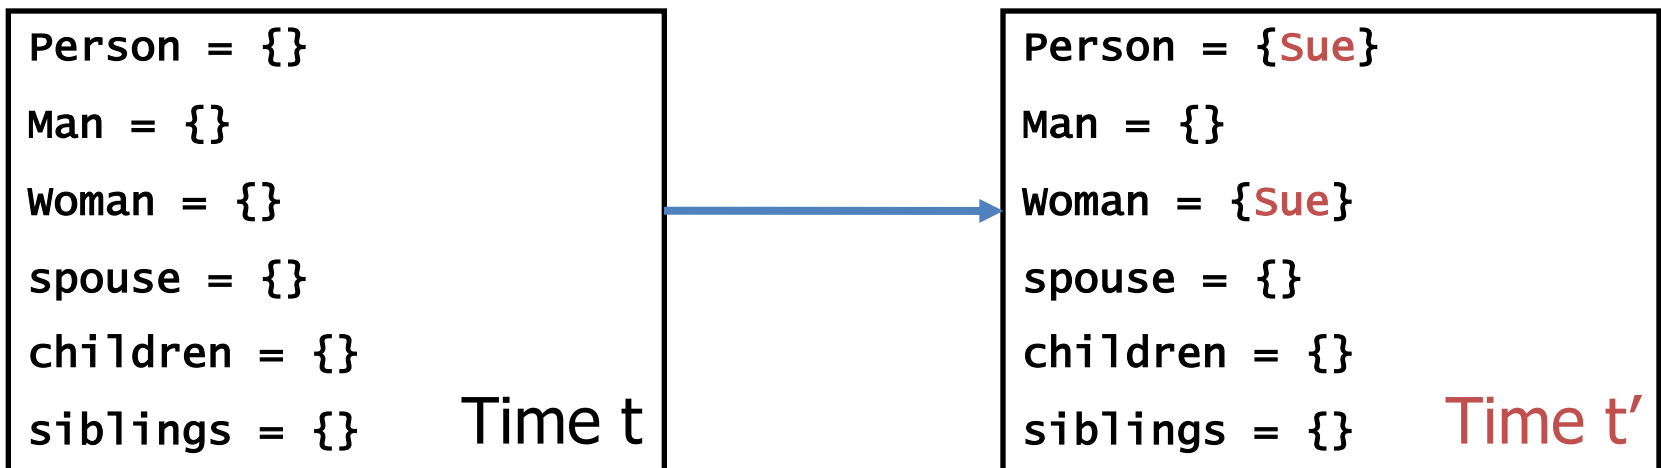 Person = {}
Man = {}
Woman = {}
spouse = {}
children = {}
siblings = {}
Time t
Person = {Sue}
Man = {}
Woman = {Sue}
spouse = {}
children = {}
siblings = {}
Time t’